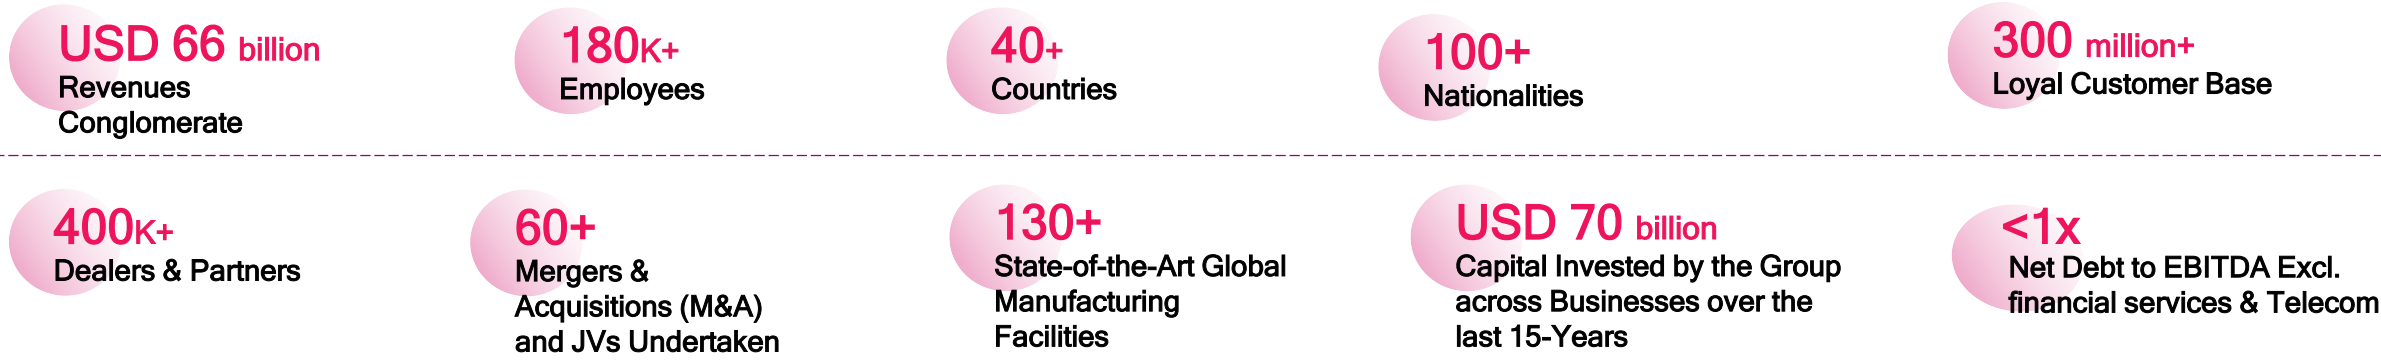 USD 66 billion
Revenues
Conglomerate
180K+
Employees
40+
Countries
100+
Nationalities
300 million+
Loyal Customer Base
400K+
Dealers & Partners
60+
Mergers &
Acquisitions (M&A)
and JVs Undertaken
130+
State-of-the-Art Global
Manufacturing
Facilities
USD 70 billion
Capital Invested by the Group
across Businesses over the
last 15-Years
<1x
Net Debt to EBITDA Excl.
financial services & Telecom